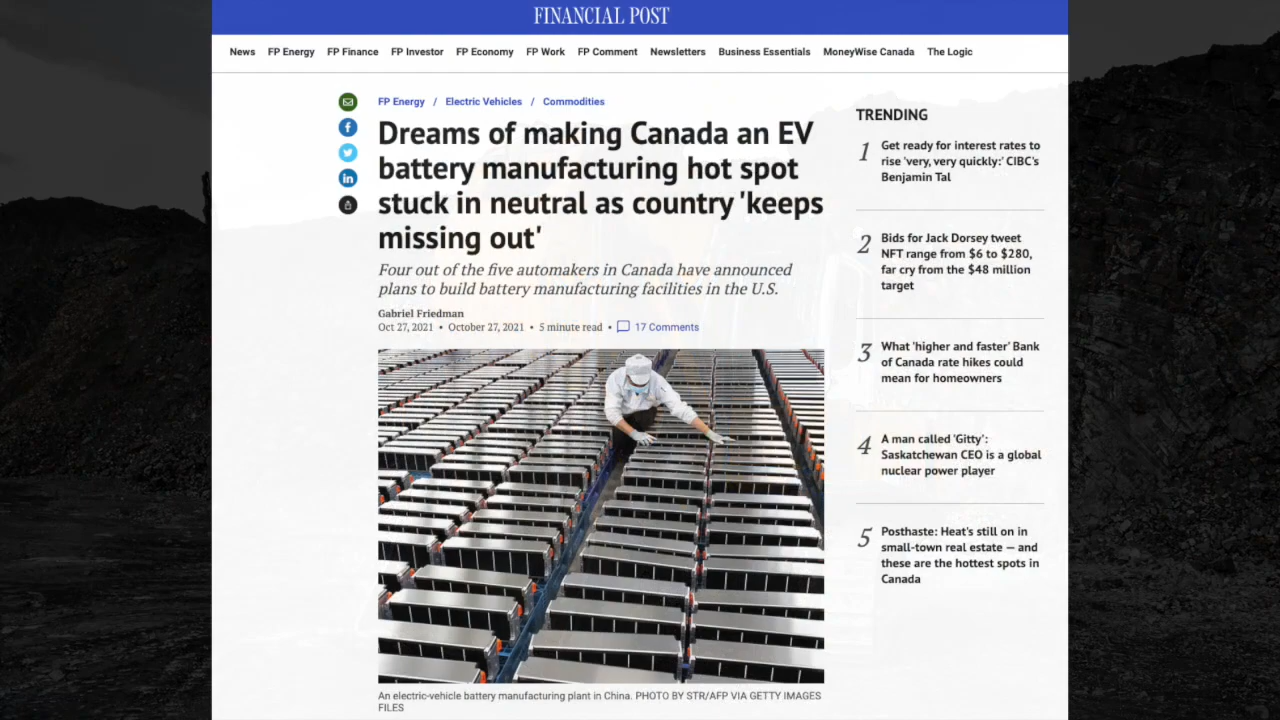 FINANCIAL POST
News FP Energy FP Finance FP Investor FP Economy FP Work FP Comment Newsletters Business Essentials MoneyWise Canada The Logic
FP Energy / Electric Vehicles / Commodities
Dreams of making Canada an EV
battery manufacturing hot spot
stuck in neutral as country 'keeps
missing out'
Four out of the five automakers in Canada have announced
plans to build battery manufacturing facilities in the U.S.
Gabriel Friedman
Oct 27, 2021 • October 27, 2021 • 5 minute read • 17 Comments
An electric-vehicle battery manufacturing plant in China. PHOTO BY STR/AFP VIA GETTY IMAGES
FILES
TRENDING
1 Get ready for interest rates to
rise 'very, very quickly:' CIBC's
Benjamin Tal
2 Bids for Jack Dorsey tweet
NFT range from $6 to $280,
far cry from the $48 million
target
3 What 'higher and faster' Bank
of Canada rate hikes could
mean for homeowners
4 A man called 'Gitty':
Saskatchewan CEO is a global
nuclear power player
5 Posthaste: Heat's still on in
small-town real estate — and
these are the hottest spots in
Canada